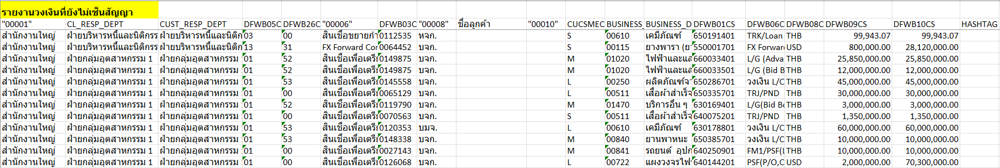 รายงานวงเงินที่ยังไม่เซ็นสัญญา
"00001" CL_RESP_DEPT CUST_RESP_DEPT DFWB05C DFWB26C "00006" DFWB03C "00008" ชื่อลูกค้า "00010" CUCSMEC BUSINESS_ BUSINESS_D DFWB01CS DFWB06C DFWB08C DFWB09CS DFWB10CS HASHTAG
สำนักงานใหญ่ ฝ่ายบริหารหนี้และนิติกรร ฝ่ายบริหารหนี้และนิติก 03 00 สินเชื่อขยายกำ 0112535 หจก. S 00610 เคมีภัณฑ์ 650191401 TRK/Loan THB 99,943.07 99,943.07
สำนักงานใหญ่ ฝ่ายบริหารหนี้และนิติกรร ฝ่ายบริหารหนี้และนิติก 13 31 FX Forward Cor 0064452 บจก. S 00115 ยางพารา (ย 550001701 FX Forwar USD 800,000.00 28,120,000.00
สำนักงานใหญ่ ฝ่ายกลุ่มอุตสาหกรรม 1 ฝ่ายกลุ่มอุตสาหกรรม 01 52 สินเชื่อเพื่อเตรี 0149875 บจก. M 01020 ไฟฟ้าและแ 660033401 L/G (Adva THB 25,850,000.00 25,850,000.00
สำนักงานใหญ่ ฝ่ายกลุ่มอุตสาหกรรม 1 ฝ่ายกลุ่มอุตสาหกรรม 01 52 สินเชื่อเพื่อเตรี 0149875 บจก. M 01020 ไฟฟ้าและแ 660033501 L/G (Bid B THB 12,000,000.00 12,000,000.00
สำนักงานใหญ่ ฝ่ายกลุ่มอุตสาหกรรม 1 ฝ่ายกลุ่มอุตสาหกรรม 01 53 สินเชื่อเพื่อเตรี 0145558 บจก. L 00250 ผลิตภัณฑ์จ 650286701 วงเงิน L/C THB 45,000,000.00 45,000,000.00
สำนักงานใหญ่ ฝ่ายกลุ่มอุตสาหกรรม 1 ฝ่ายกลุ่มอุตสาหกรรม 01 00 สินเชื่อเพื่อเตรี 0065129 บจก. L 00511 เสื้อผ้าสำเร็จ 650335701 TRJ/PND THB 30,000,000.00 30,000,000.00
สำนักงานใหญ่ ฝ่ายกลุ่มอุตสาหกรรม 1 ฝ่ายกลุ่มอุตสาหกรรม 01 52 สินเชื่อเพื่อเตรี 0119790 บจก. M 01470 บริการอื่น ๆ 630169401 L/G(Bid Bo THB 3,000,000.00 3,000,000.00
สำนักงานใหญ่ ฝ่ายกลุ่มอุตสาหกรรม 1 ฝ่ายกลุ่มอุตสาหกรรม 01 00 สินเชื่อเพื่อเตรี 0070563 บจก. S 00511 เสื้อผ้าสำเร็จ 640075201 TRJ/PND THB 1,350,000.00 1,350,000.00
สำนักงานใหญ่ ฝ่ายกลุ่มอุตสาหกรรม 1 ฝ่ายกลุ่มอุตสาหกรรม 01 53 สินเชื่อเพื่อเตรี 0120353 บมจ. L 00610 เคมีภัณฑ์ 630178801 วงเงิน L/C THB 60,000,000.00 60,000,000.00
สำนักงานใหญ่ ฝ่ายกลุ่มอุตสาหกรรม 1 ฝ่ายกลุ่มอุตสาหกรรม 01 53 สินเชื่อเพื่อเตรี 0148338 บจก. M 00840 ยานพาหนะ 650385701 วงเงิน L/C THB 10,000,000.00 10,000,000.00
สำนักงานใหญ่ ฝ่ายกลุ่มอุตสาหกรรม 1 ฝ่ายกลุ่มอุตสาหกรรม 01 00 สินเชื่อเพื่อเตรี 0027143 บจก. M 00841 รถยนต์ อุปก 640250901 FM1/PSF(L THB 10,000,000.00 10,000,000.00
สำนักงานใหญ่ ฝ่ายกลุ่มอุตสาหกรรม 1 ฝ่ายกลุ่มอุตสาหกรรม 01 00 สินเชื่อเพื่อเตรี 0126068 บจก. L 00722 แผงวงจรไฟ 640144201 PSF(P/O,C USD 2,000,000.00 70,300,000.00